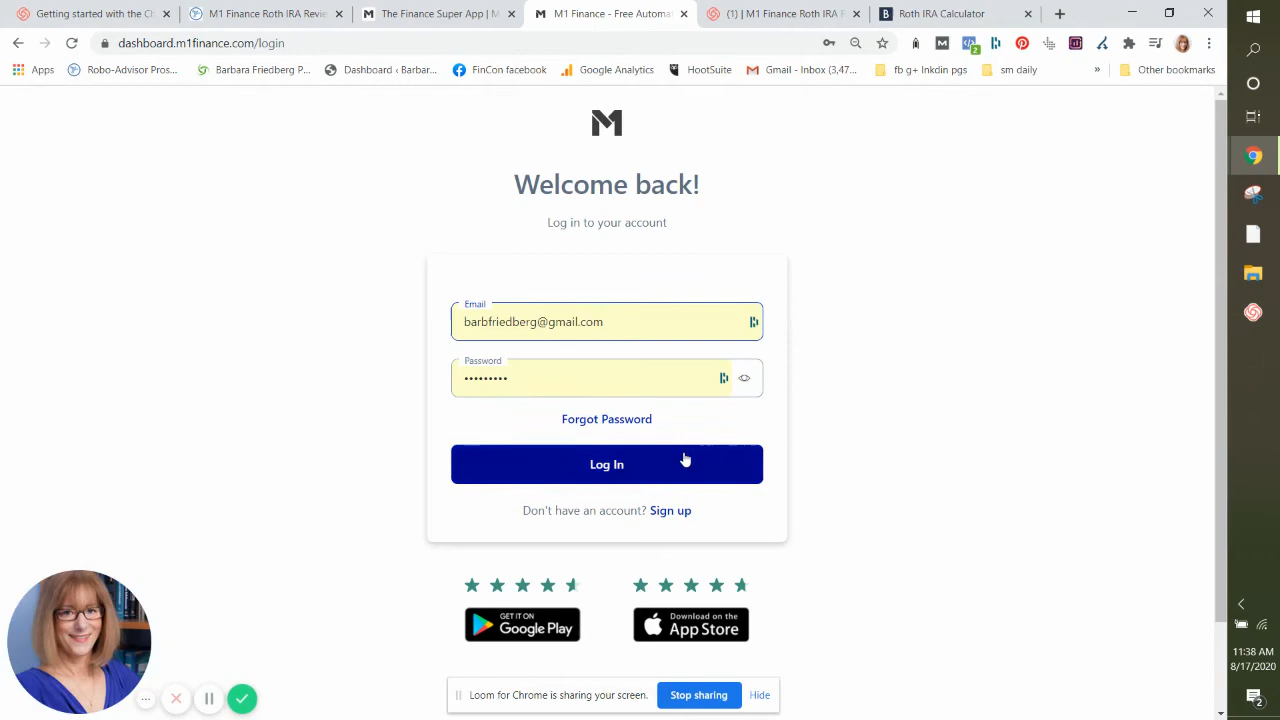 Getting started with the Ch
M1 Finance Roth IRA Revie
The Finance Super App | M
M1 Finance - Free Automat
(1) | M1 Finance Roth IRA F
Roth IRA Calculator
dashboard.m1finance.com/login
2
Apps
Robo-Advisor Pros...
Barbara Friedberg P...
Dashboard ‹ Barba...
FinCon facebook
Google Analytics
HootSuite
Gmail - Inbox (3,47...
fb g+ lnkdin pgs
sm daily
»
Other bookmarks
M
Welcome back!
Log in to your account
Email
barbfriedberg@gmail.com
Password
•••••••••
Forgot Password
Log In
Don't have an account? Sign up
GET IT ON
Google Play
Download on the
App Store
Loom for Chrome is sharing your screen.
Stop sharing
Hide
11:38 AM
8/17/2020
2